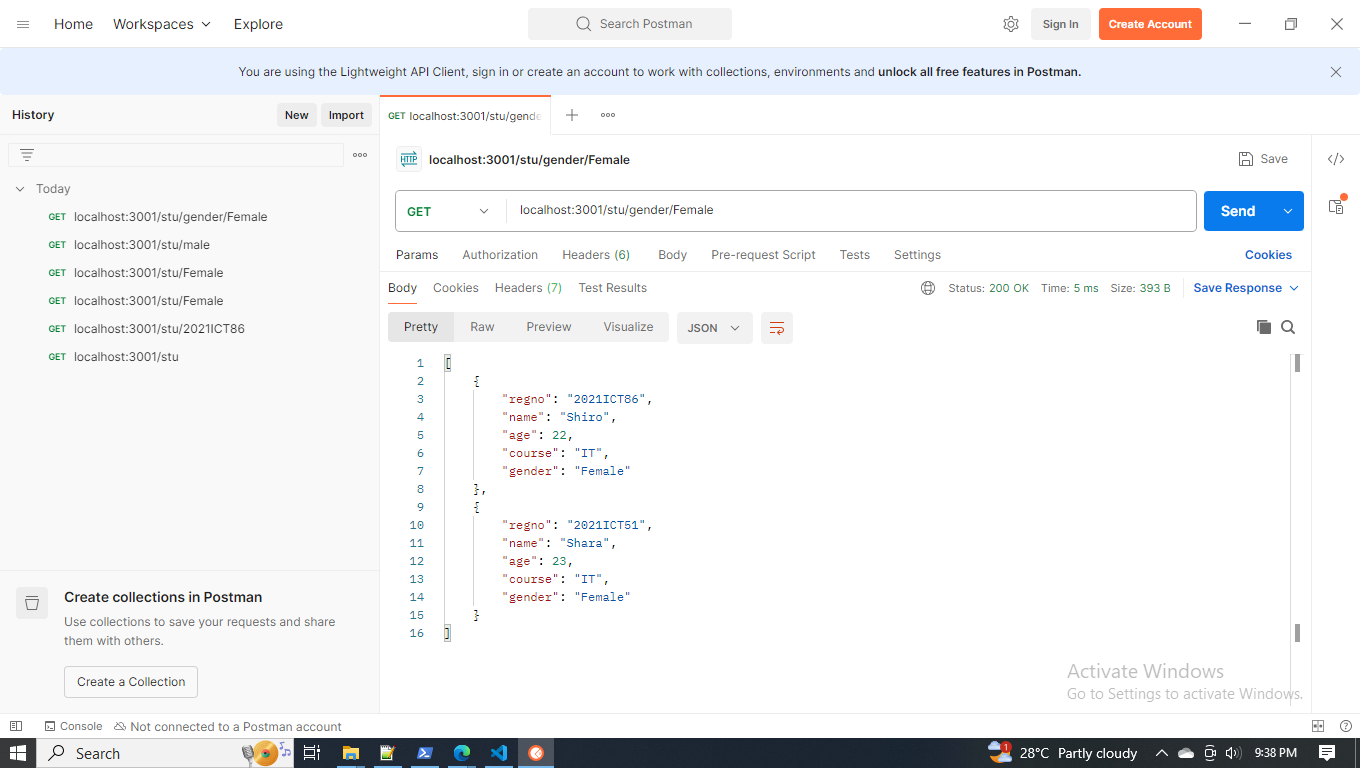 Home Workspaces Explore Search Postman Sign In Create Account
You are using the Lightweight API Client, sign in or create an account to work with collections, environments and unlock all free features in Postman.
History New Import GET localhost:3001/stu/gende
HTTP localhost:3001/stu/gender/Female Save
Today
GET localhost:3001/stu/gender/Female
GET localhost:3001/stu/male
GET localhost:3001/stu/Female
GET localhost:3001/stu/Female
GET localhost:3001/stu/2021ICT86
GET localhost:3001/stu
GET localhost:3001/stu/gender/Female Send
Params Authorization Headers (6) Body Pre-request Script Tests Settings Cookies
Body Cookies Headers (7) Test Results Status: 200 OK Time: 5 ms Size: 393 B Save Response
Pretty Raw Preview Visualize JSON
1 [
2 {
3 "regno": "2021ICT86",
4 "name": "Shiro",
5 "age": 22,
6 "course": "IT",
7 "gender": "Female"
8 },
9 {
10 "regno": "2021ICT51",
11 "name": "Shara",
12 "age": 23,
13 "course": "IT",
14 "gender": "Female"
15 }
16 ]
Create collections in Postman
Use collections to save your requests and share
them with others.
Create a Collection
Activate Windows
Go to Settings to activate Windows.
Console Not connected to a Postman account
Search 1 28°C Partly cloudy 9:38 PM